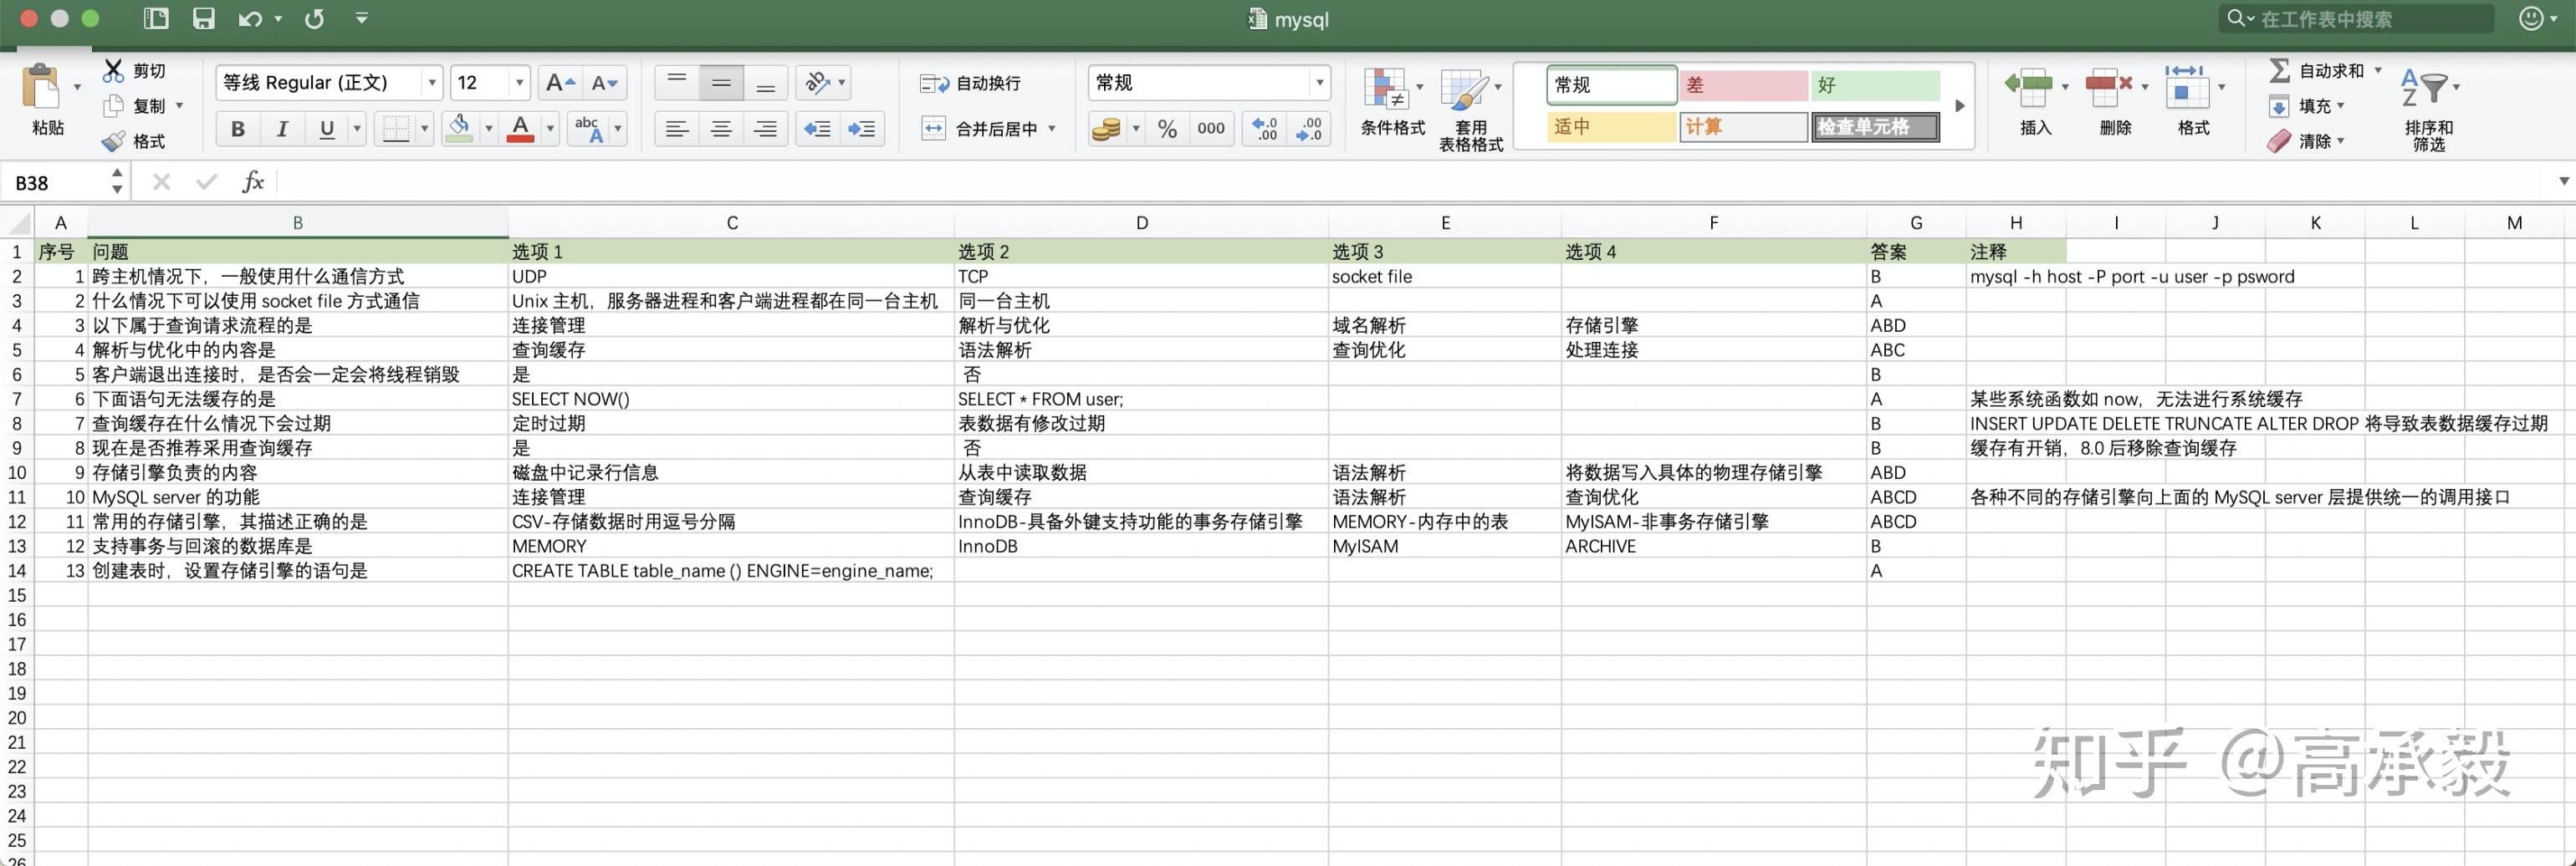 mysql
在工作表中搜索
粘贴
剪切
复制
格式
等线 Regular (正文)
12
A A
B I U A abc A
自动换行
合并后居中
常规
% 000 .0 .00 .00 .0
条件格式
套用
表格格式
常规 差 好
适中 计算 检查单元格
插入
删除
格式
自动求和
填充
清除
A
Z
排序和
筛选
B38
fx
A B C D E F G H I J K L M
1 序号 问题 选项 1 选项 2 选项 3 选项 4 答案 注释
2 1 跨主机情况下，一般使用什么通信方式 UDP TCP socket file B mysql -h host -P port -u user -p psword
3 2 什么情况下可以使用 socket file 方式通信 Unix 主机，服务器进程和客户端进程都在同一台主机 同一台主机 A
4 3 以下属于查询请求流程的是 连接管理 解析与优化 域名解析 存储引擎 ABD
5 4 解析与优化中的内容是 查询缓存 语法解析 查询优化 处理连接 ABC
6 5 客户端退出连接时，是否会一定会将线程销毁 是 否 B
7 6 下面语句无法缓存的是 SELECT NOW() SELECT * FROM user; A 某些系统函数如 now，无法进行系统缓存
8 7 查询缓存在什么情况下会过期 定时过期 表数据有修改过期 B INSERT UPDATE DELETE TRUNCATE ALTER DROP 将导致表数据缓存过期
9 8 现在是否推荐采用查询缓存 是 否 B 缓存有开销，8.0 后移除查询缓存
10 9 存储引擎负责的内容 磁盘中记录行信息 从表中读取数据 语法解析 将数据写入具体的物理存储引擎 ABD
11 10 MySQL server 的功能 连接管理 查询缓存 语法解析 查询优化 ABCD 各种不同的存储引擎向上面的 MySQL server 层提供统一的调用接口
12 11 常用的存储引擎，其描述正确的是 CSV-存储数据时用逗号分隔 InnoDB-具备外键支持功能的事务存储引擎 MEMORY-内存中的表 MyISAM-非事务存储引擎 ABCD
13 12 支持事务与回滚的数据库是 MEMORY InnoDB MyISAM ARCHIVE B
14 13 创建表时，设置存储引擎的语句是 CREATE TABLE table_name () ENGINE=engine_name; A
15
16
17
18
19
20
21
22
23
24
25
26
知乎 @高承毅